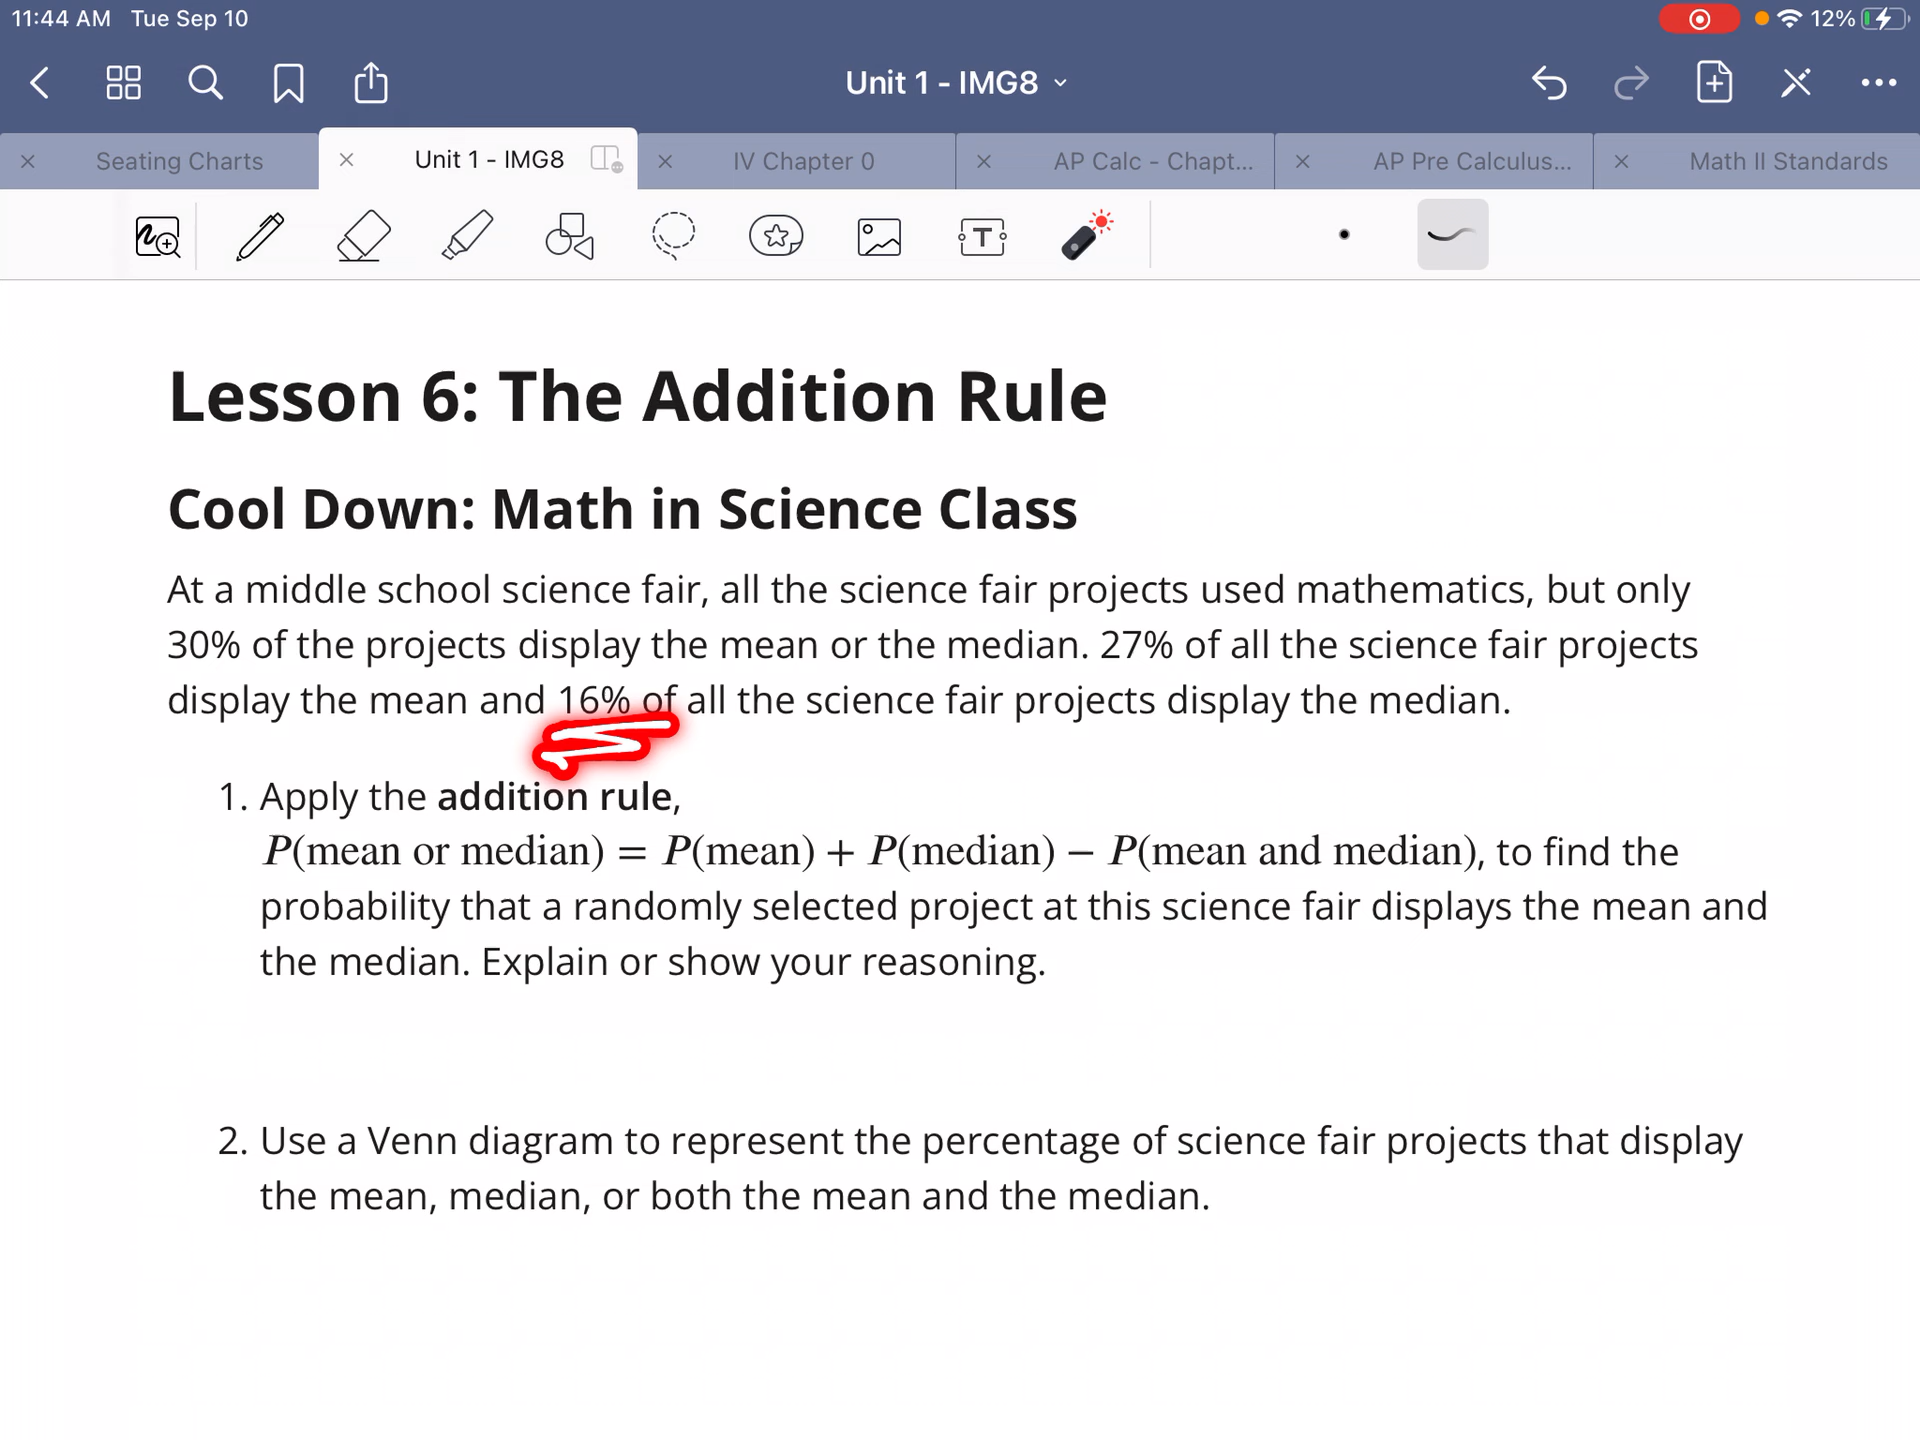 11:44 AM Tue Sep 10
12%
Unit 1 - IMG8
Seating Charts
Unit 1 - IMG8
IV Chapter 0
AP Calc - Chapt...
AP Pre Calculus...
Math II Standards
T
Lesson 6: The Addition Rule
Cool Down: Math in Science Class
At a middle school science fair, all the science fair projects used mathematics, but only
30% of the projects display the mean or the median. 27% of all the science fair projects
display the mean and 16% of all the science fair projects display the median.
1. Apply the addition rule,
P(mean or median) = P(mean) + P(median) − P(mean and median), to find the
probability that a randomly selected project at this science fair displays the mean and
the median. Explain or show your reasoning.
2. Use a Venn diagram to represent the percentage of science fair projects that display
the mean, median, or both the mean and the median.